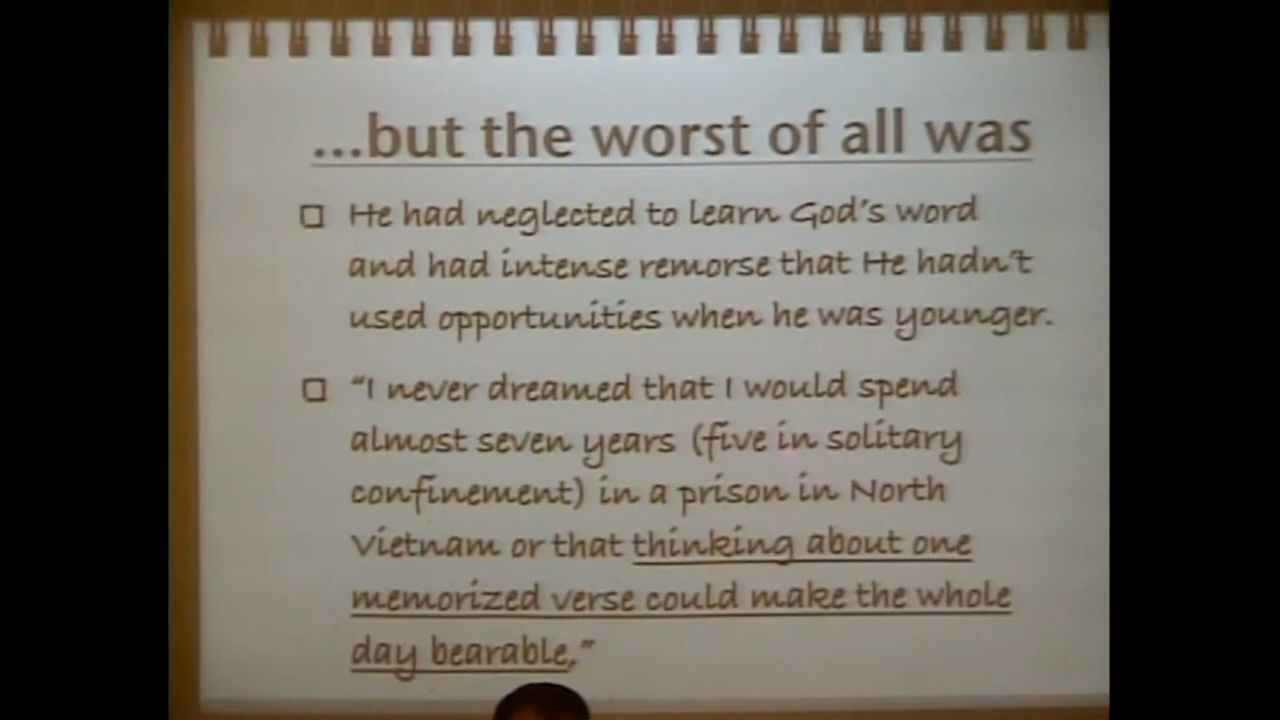 ...but the worst of all was
He had neglected to learn God's word
and had intense remorse that He hadn't
used opportunities when he was younger.
"I never dreamed that I would spend
almost seven years (five in solitary
confinement) in a prison in North
Vietnam or that thinking about one
memorized verse could make the whole
day bearable,"